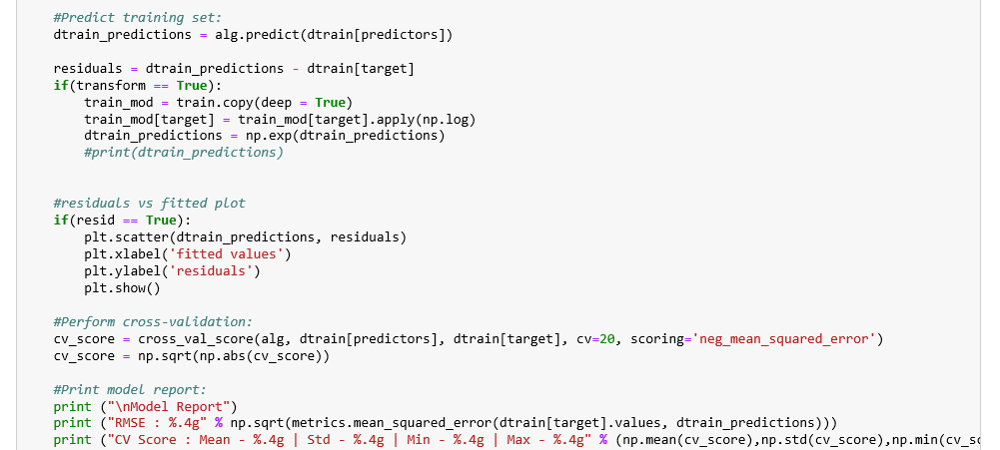 #Predict training set:
dtrain_predictions = alg.predict(dtrain[predictors])
residuals = dtrain_predictions - dtrain[target]
if(transform == True):
train_mod = train.copy(deep = True)
train_mod[target] = train_mod[target].apply(np.log)
dtrain_predictions = np.exp(dtrain_predictions)
#print(dtrain_predictions)
#residuals vs fitted plot
if(resid == True):
plt.scatter(dtrain_predictions, residuals)
plt.xlabel('fitted values')
plt.ylabel('residuals')
plt.show()
#Perform cross-validation:
cv_score = cross_val_score(alg, dtrain[predictors], dtrain[target], cv=20, scoring='neg_mean_squared_error')
cv_score = np.sqrt(np.abs(cv_score))
#Print model report:
print ("\nModel Report")
print ("RMSE : %.4g" % np.sqrt(metrics.mean_squared_error(dtrain[target].values, dtrain_predictions)))
print ("CV Score : Mean - %.4g | Std - %.4g | Min - %.4g | Max - %.4g" % (np.mean(cv_score),np.std(cv_score),np.min(cv_sc